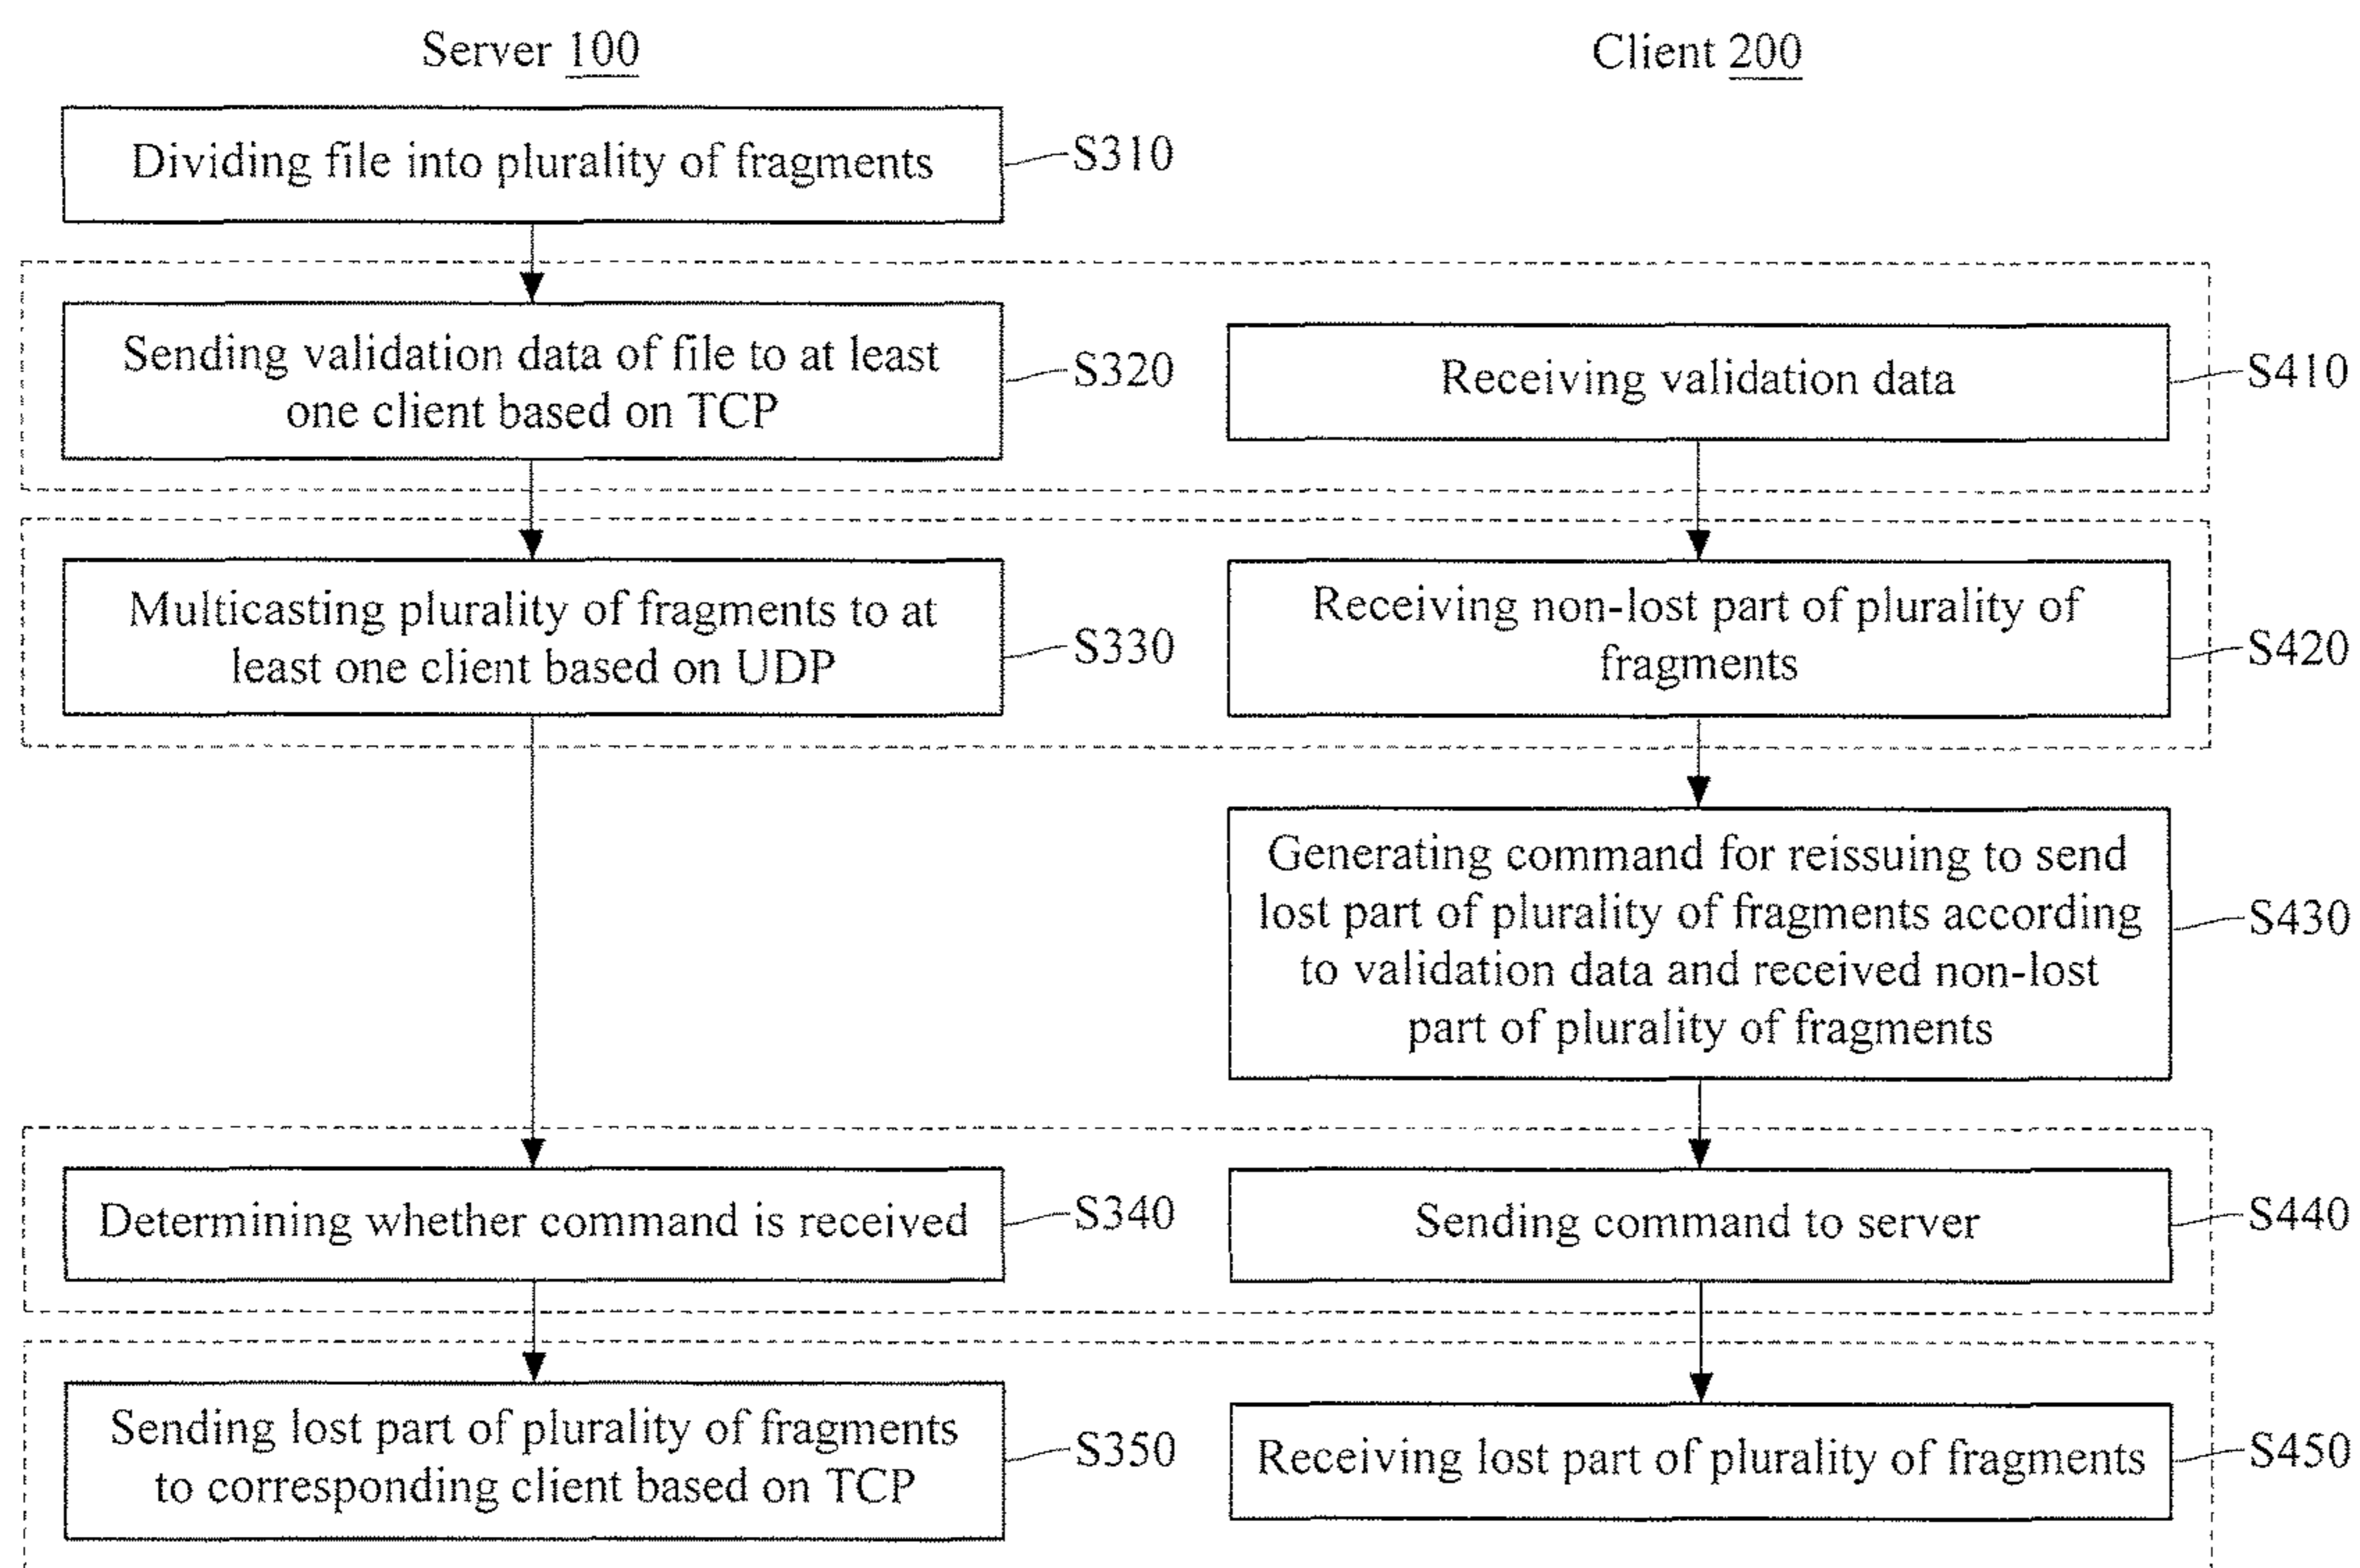 Server 100
Client 200
Dividing file into plurality of fragments
S310
Sending validation data of file to at least
one client based on TCP
S320
Receiving validation data
S410
Multicasting plurality of fragments to at
least one client based on UDP
S330
Receiving non-lost part of plurality of
fragments
S420
Generating command for reissuing to send
lost part of plurality of fragments according
to validation data and received non-lost
part of plurality of fragments
S430
Determining whether command is received
S340
Sending command to server
S440
Sending lost part of plurality of fragments
to corresponding client based on TCP
S350
Receiving lost part of plurality of fragments
S450